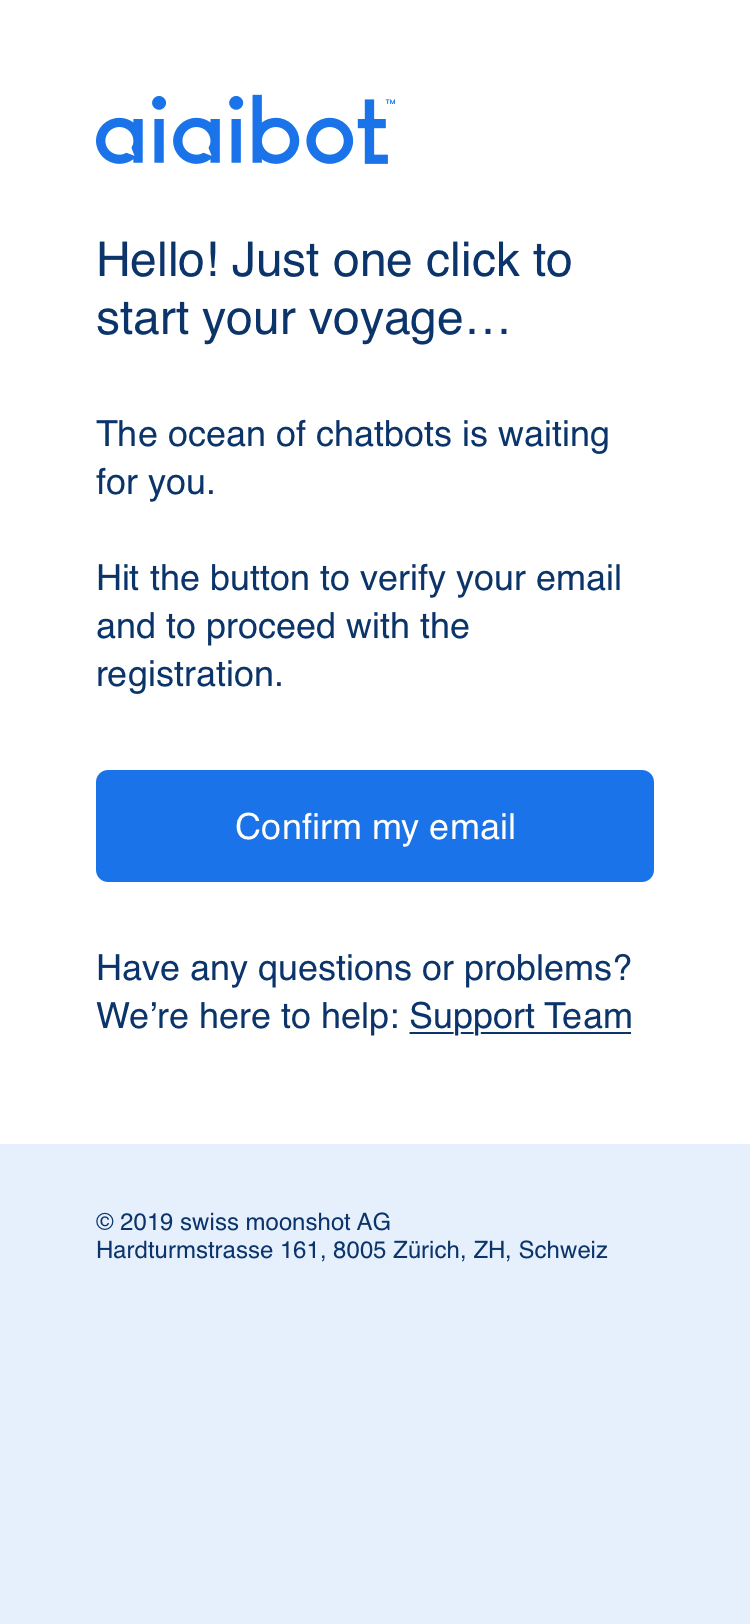 aiaibot™
Hello! Just one click to
start your voyage…
The ocean of chatbots is waiting
for you.
Hit the button to verify your email
and to proceed with the
registration.
Confirm my email
Have any questions or problems?
We’re here to help: Support Team
© 2019 swiss moonshot AG
Hardturmstrasse 161, 8005 Zürich, ZH, Schweiz